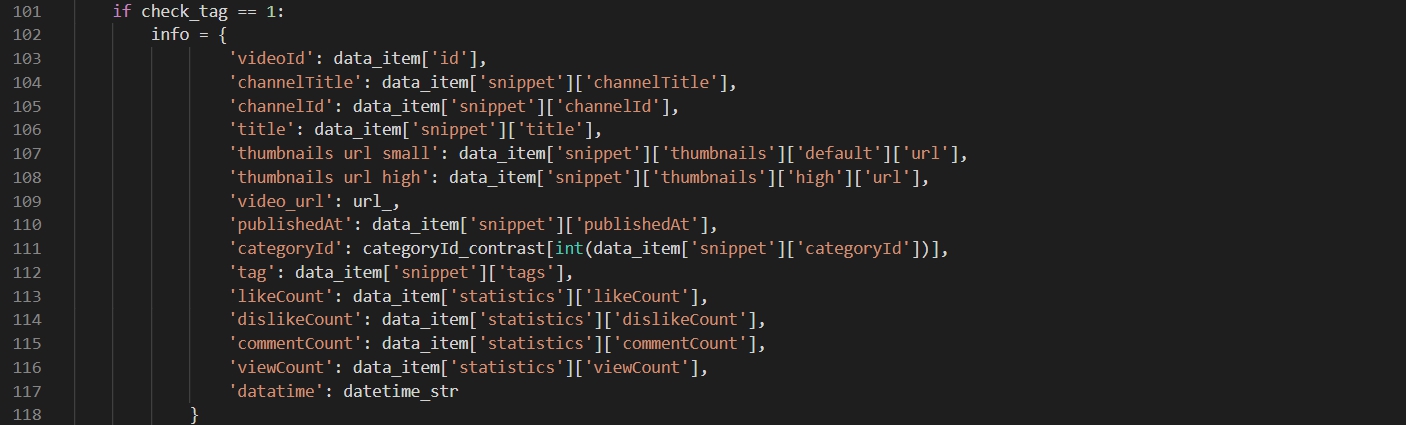 101 if check_tag == 1:
102 info = {
103 'videoId': data_item['id'],
104 'channelTitle': data_item['snippet']['channelTitle'],
105 'channelId': data_item['snippet']['channelId'],
106 'title': data_item['snippet']['title'],
107 'thumbnails url small': data_item['snippet']['thumbnails']['default']['url'],
108 'thumbnails url high': data_item['snippet']['thumbnails']['high']['url'],
109 'video_url': url_,
110 'publishedAt': data_item['snippet']['publishedAt'],
111 'categoryId': categoryId_contrast[int(data_item['snippet']['categoryId'])],
112 'tag': data_item['snippet']['tags'],
113 'likeCount': data_item['statistics']['likeCount'],
114 'dislikeCount': data_item['statistics']['dislikeCount'],
115 'commentCount': data_item['statistics']['commentCount'],
116 'viewCount': data_item['statistics']['viewCount'],
117 'datatime': datetime_str
118 }